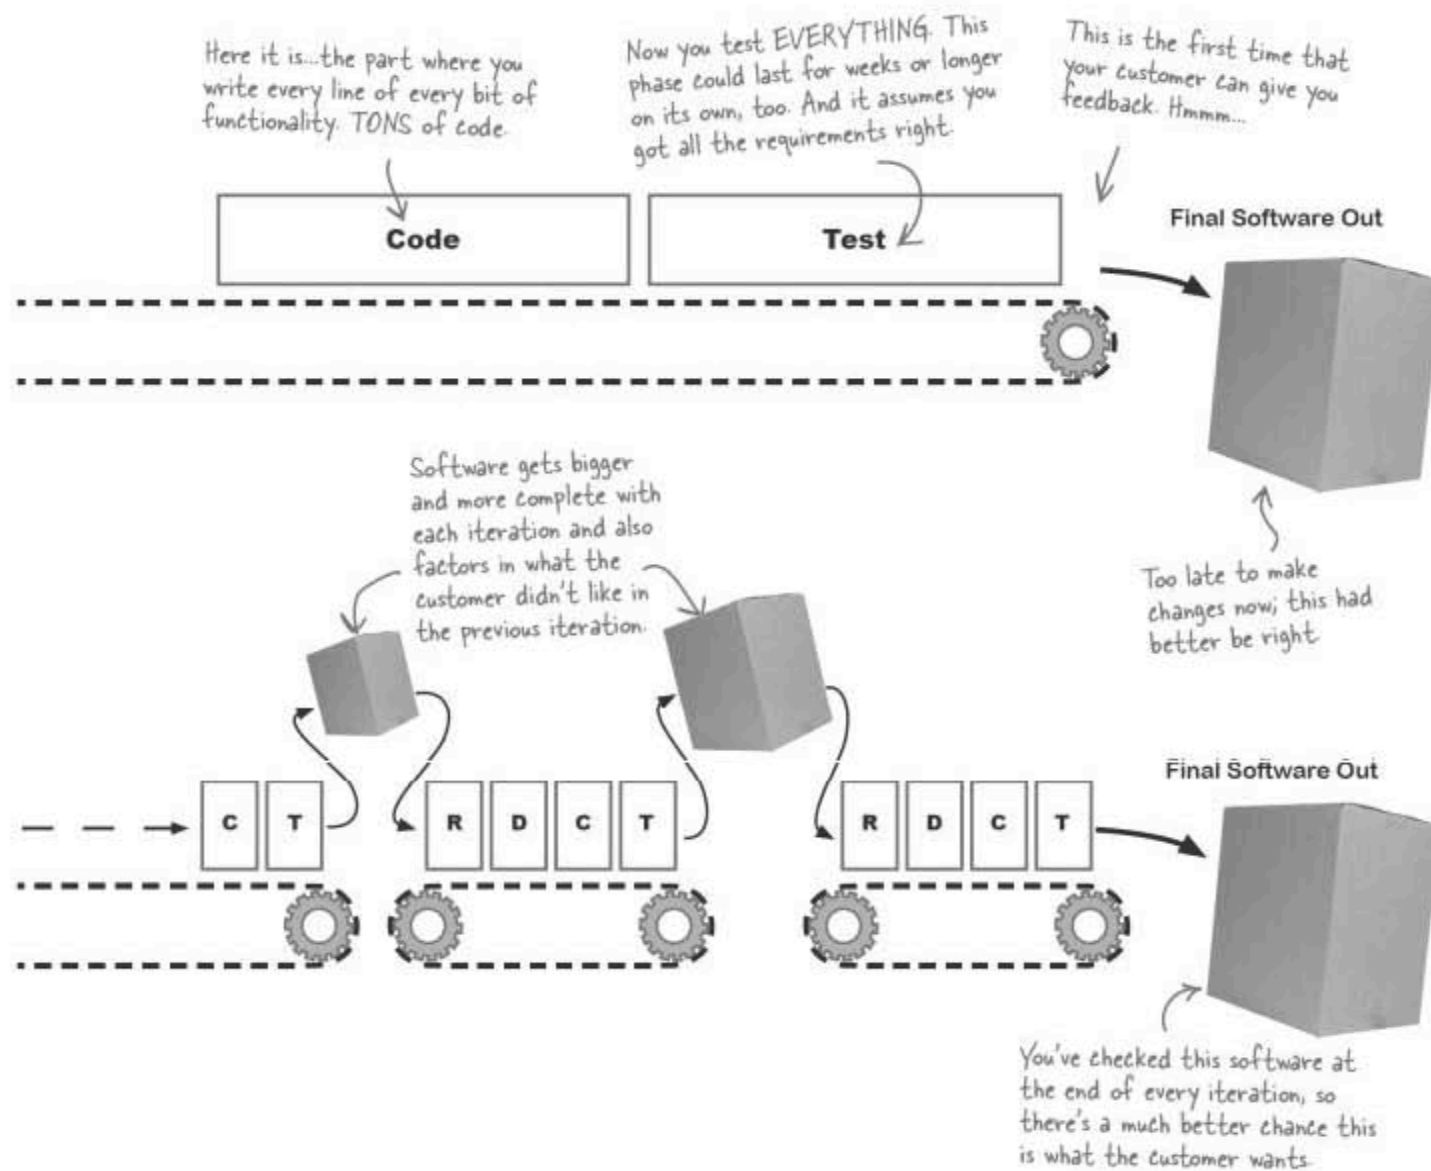 Here it is...the part where you
write every line of every bit of
functionality. TONS of code.
Now you test EVERYTHING. This
phase could last for weeks or longer
on its own, too. And it assumes you
got all the requirements right.
This is the first time that
your customer can give you
feedback. Hmmm...
Code
Test
Final Software Out
Too late to make
changes now; this had
better be right.
Software gets bigger
and more complete with
each iteration and also
factors in what the
customer didn't like in
the previous iteration.
C T R D C T R D C T
Final Software Out
You've checked this software at
the end of every iteration, so
there's a much better chance this
is what the customer wants.